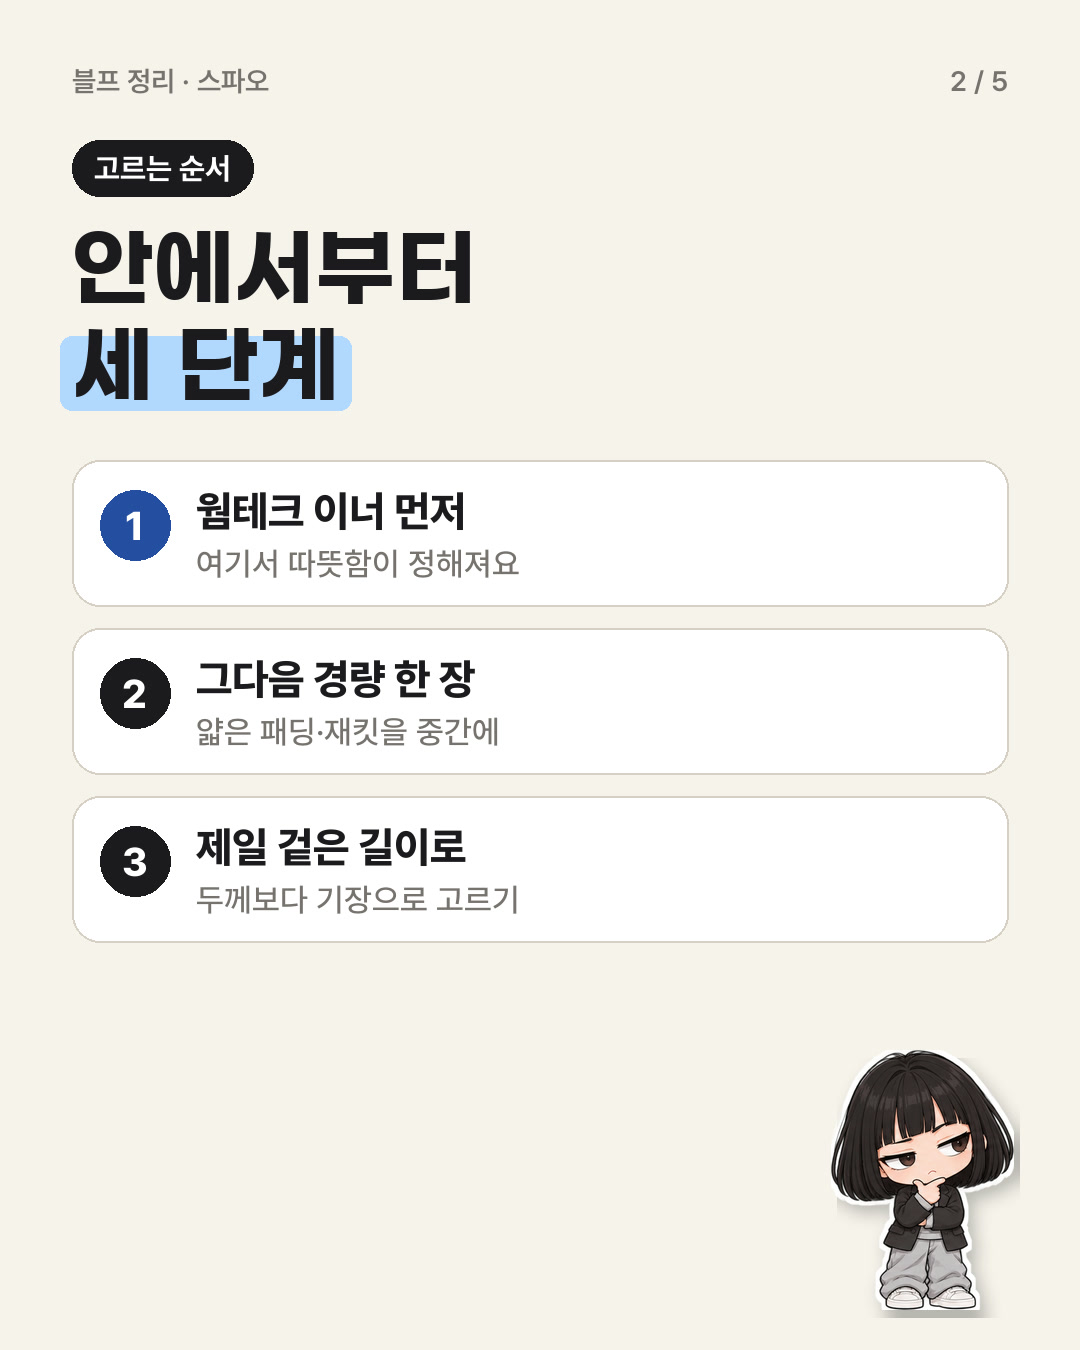 블프 정리 · 스파오
2 / 5
고르는 순서
안에서부터
세 단계
1
웜테크 이너 먼저
여기서 따뜻함이 정해져요
2
그다음 경량 한 장
얇은 패딩·재킷을 중간에
3
제일 겉은 길이로
두께보다 기장으로 고르기